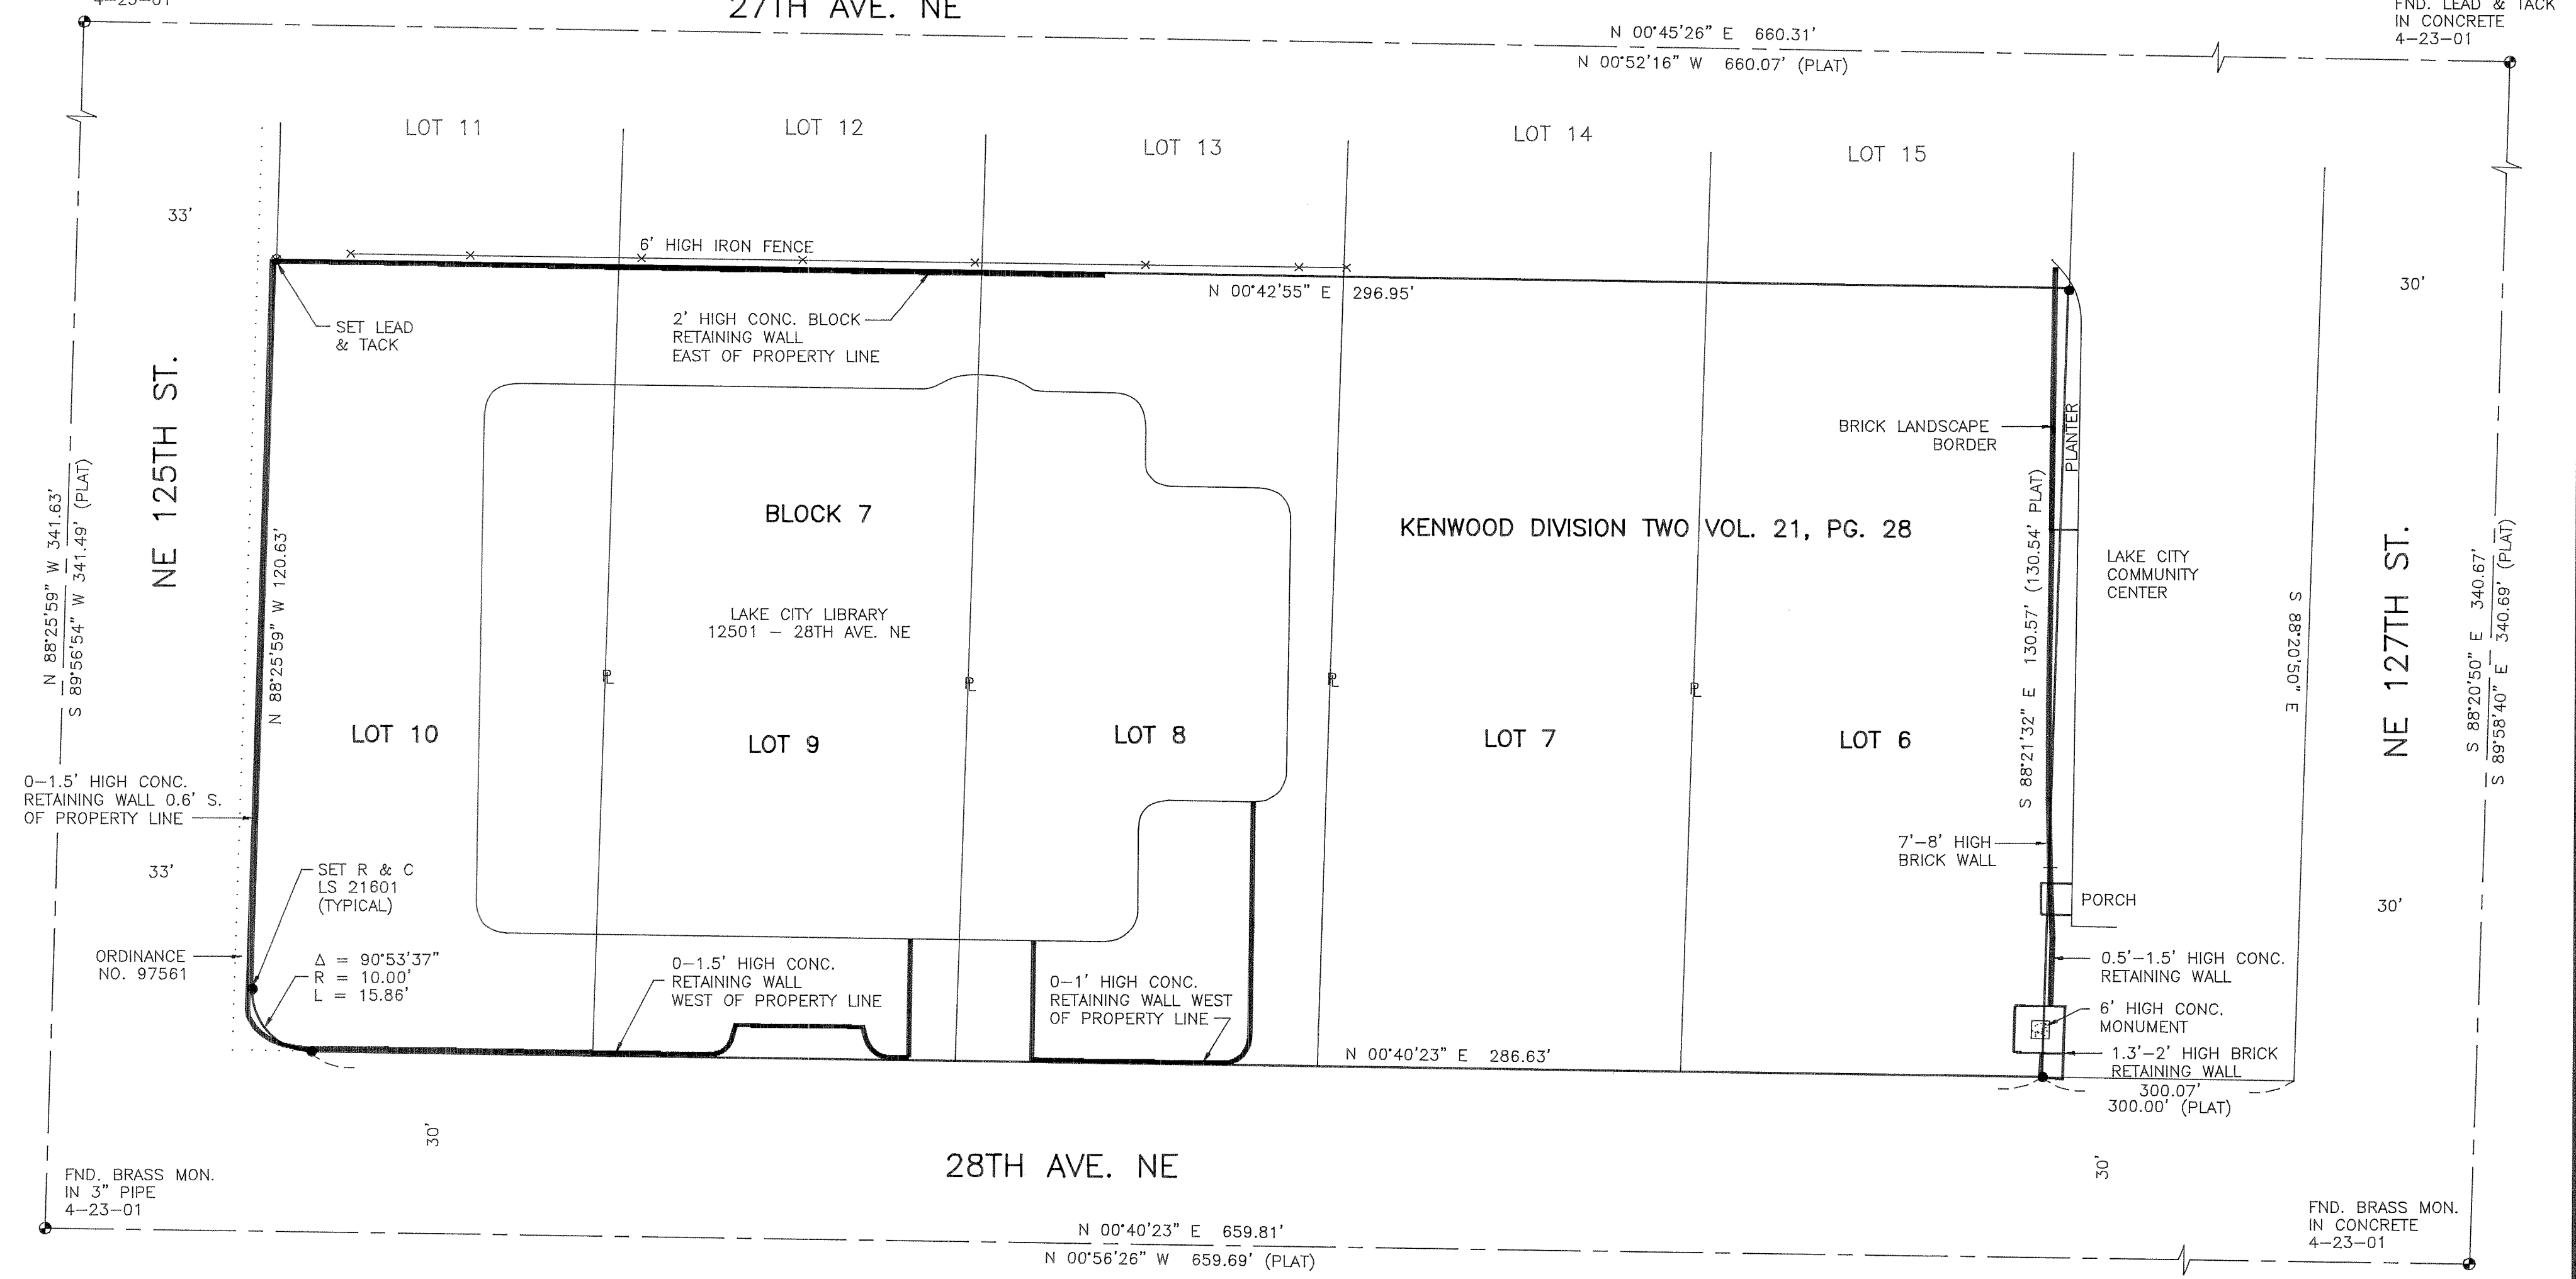 4-23-01
27TH AVE. NE
FND. LEAD & TACK
IN CONCRETE
4-23-01
N 00°45'26" E 660.31'
N 00°52'16" W 660.07' (PLAT)
LOT 11
LOT 12
LOT 13
LOT 14
LOT 15
33'
6' HIGH IRON FENCE
30'
N 00°42'55" E 296.95'
SET LEAD
& TACK
2' HIGH CONC. BLOCK
RETAINING WALL
EAST OF PROPERTY LINE
NE 125TH ST.
N 88°25'59" W 341.63'
S 89°56'54" W 341.49' (PLAT)
N 88°25'59" W 120.63'
BRICK LANDSCAPE
BORDER
PLANTER
BLOCK 7
KENWOOD DIVISION TWO VOL. 21, PG. 28
S 88°21'32" E 130.57' (130.54' PLAT)
LAKE CITY
COMMUNITY
CENTER
S 88°20'50" E
NE 127TH ST.
S 88°20'50" E 340.67'
S 89°58'40" E 340.69' (PLAT)
LAKE CITY LIBRARY
12501 - 28TH AVE. NE
PL
PL
PL
PL
LOT 10
LOT 9
LOT 8
LOT 7
LOT 6
0-1.5' HIGH CONC.
RETAINING WALL 0.6' S.
OF PROPERTY LINE
7'-8' HIGH
BRICK WALL
33'
SET R & C
LS 21601
(TYPICAL)
PORCH
30'
ORDINANCE
NO. 97561
Δ = 90°53'37"
R = 10.00'
L = 15.86'
0-1.5' HIGH CONC.
RETAINING WALL
WEST OF PROPERTY LINE
0-1' HIGH CONC.
RETAINING WALL WEST
OF PROPERTY LINE
0.5'-1.5' HIGH CONC.
RETAINING WALL
6' HIGH CONC.
MONUMENT
1.3'-2' HIGH BRICK
RETAINING WALL
N 00°40'23" E 286.63'
300.07'
300.00' (PLAT)
30'
28TH AVE. NE
30'
FND. BRASS MON.
IN 3" PIPE
4-23-01
FND. BRASS MON.
IN CONCRETE
4-23-01
N 00°40'23" E 659.81'
N 00°56'26" W 659.69' (PLAT)